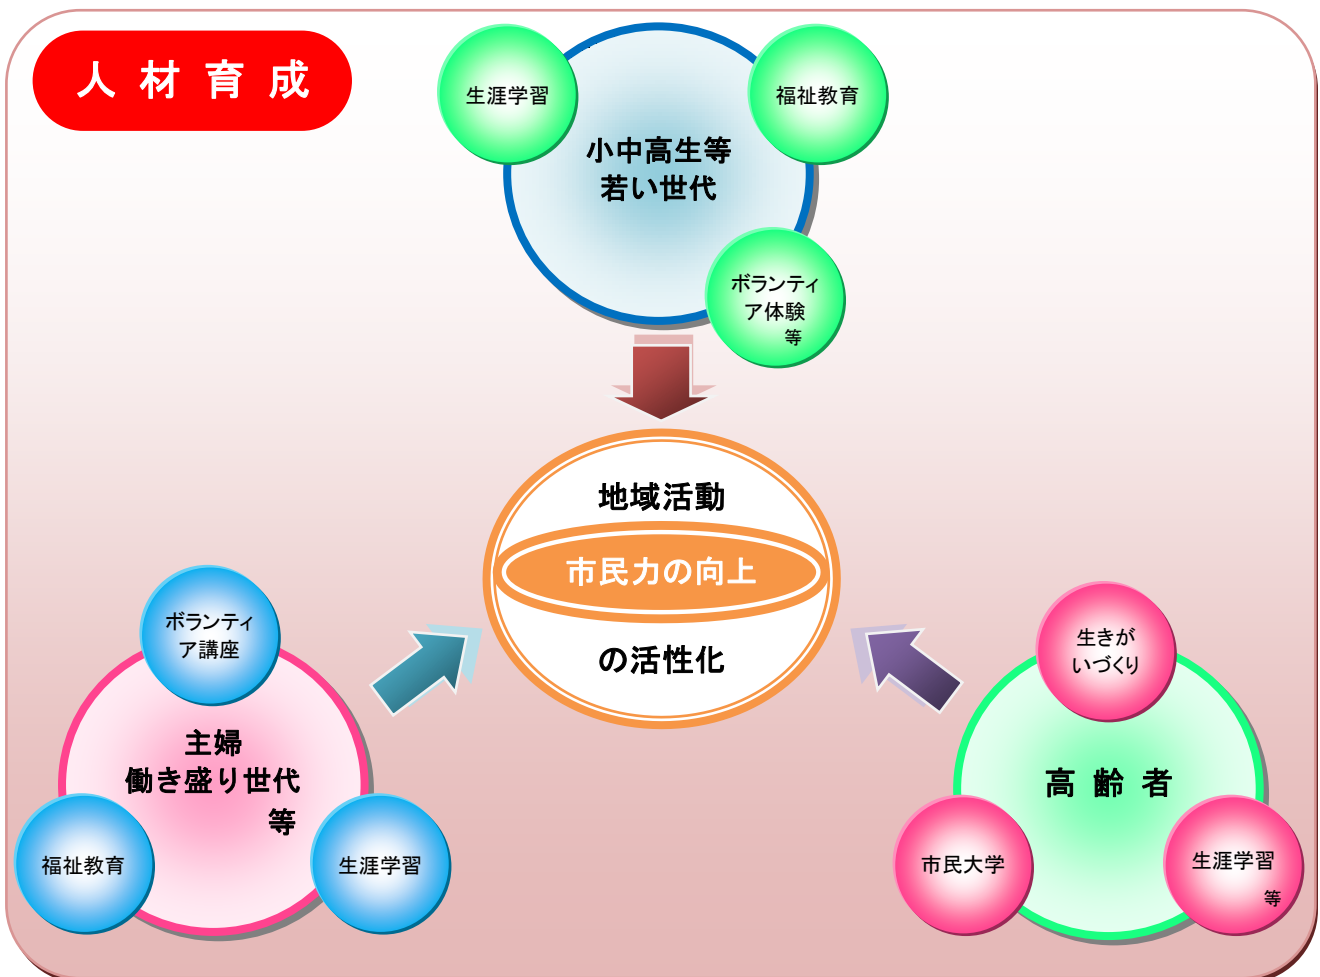 人材育成
生涯学習
福祉教育
小中高生等
若い世代
ボランティ
ア体験
等
地域活動
市民力の向上
の活性化
ボランティ
ア講座
主婦
働き盛り世代
等
福祉教育
生涯学習
生きが
いづくり
高齢者
市民大学
生涯学習
等